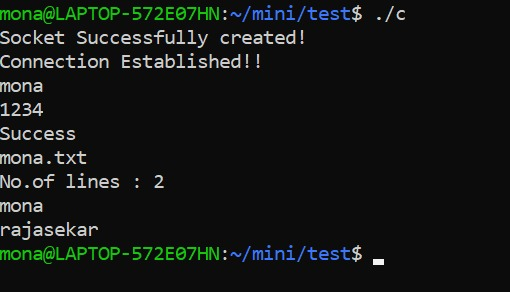 mona@LAPTOP-572E07HN:~/mini/test$ ./c
Socket Successfully created!
Connection Established!!
mona
1234
Success
mona.txt
No.of lines : 2
mona
rajasekar
mona@LAPTOP-572E07HN:~/mini/test$